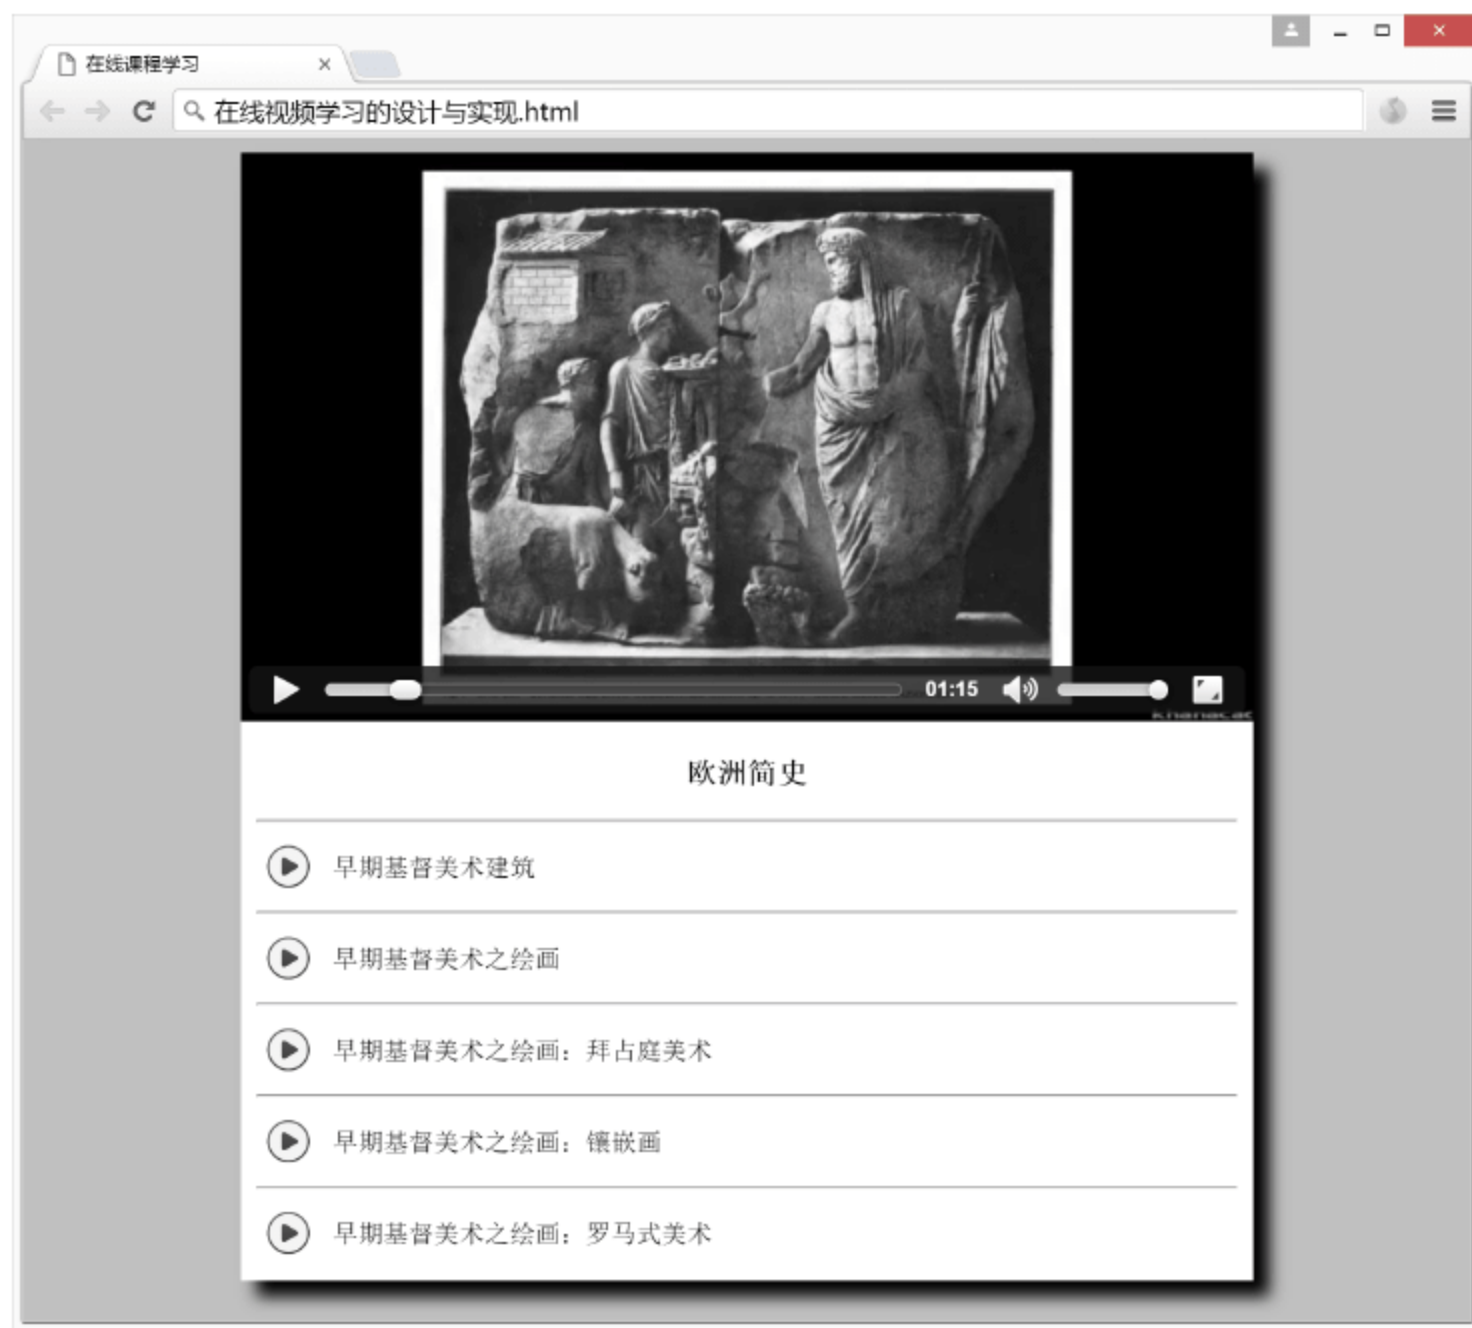 在线课程学习
在线视频学习的设计与实现.html
01:15
欧洲简史
早期基督美术建筑
早期基督美术之绘画
早期基督美术之绘画：拜占庭美术
早期基督美术之绘画：镶嵌画
早期基督美术之绘画：罗马式美术